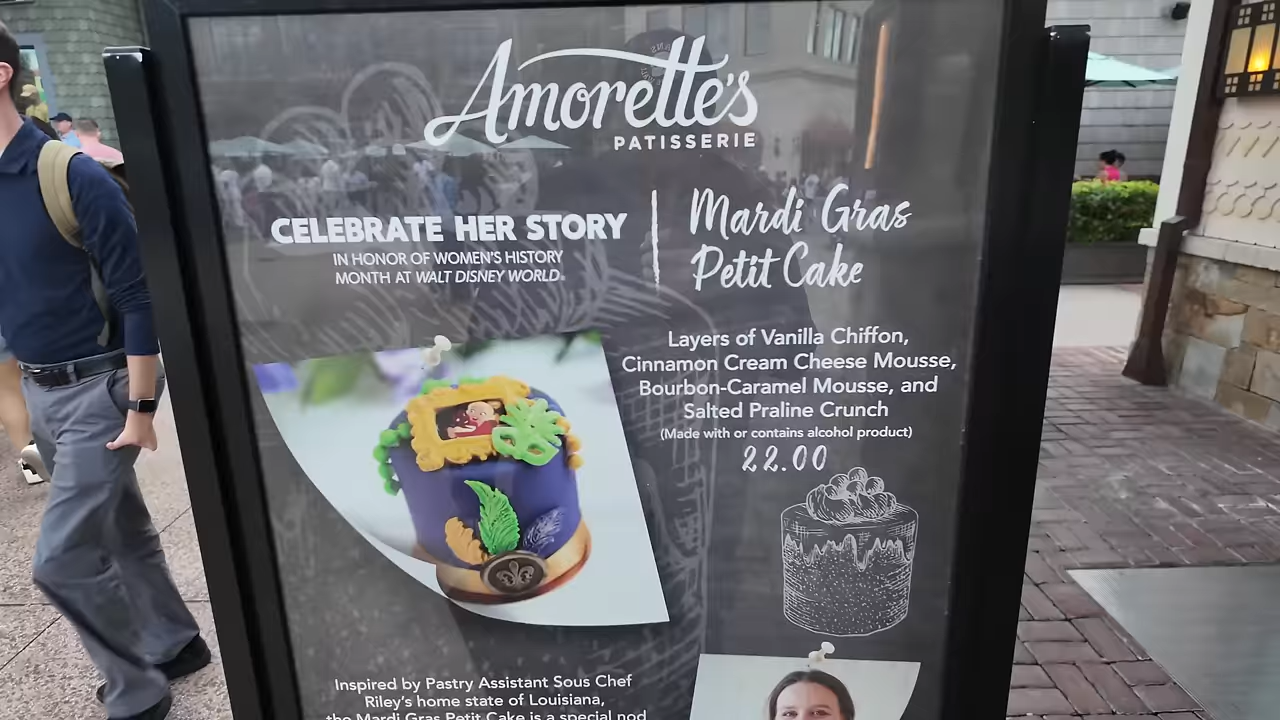 Amorette's
PATISSERIE
CELEBRATE HER STORY
IN HONOR OF WOMEN'S HISTORY
MONTH AT WALT DISNEY WORLD®
Mardi Gras
Petit Cake
Layers of Vanilla Chiffon,
Cinnamon Cream Cheese Mousse,
Bourbon-Caramel Mousse, and
Salted Praline Crunch
(Made with or contains alcohol product)
22.00
Inspired by Pastry Assistant Sous Chef
Riley's home state of Louisiana,
the Mardi Gras Petit Cake is a special nod